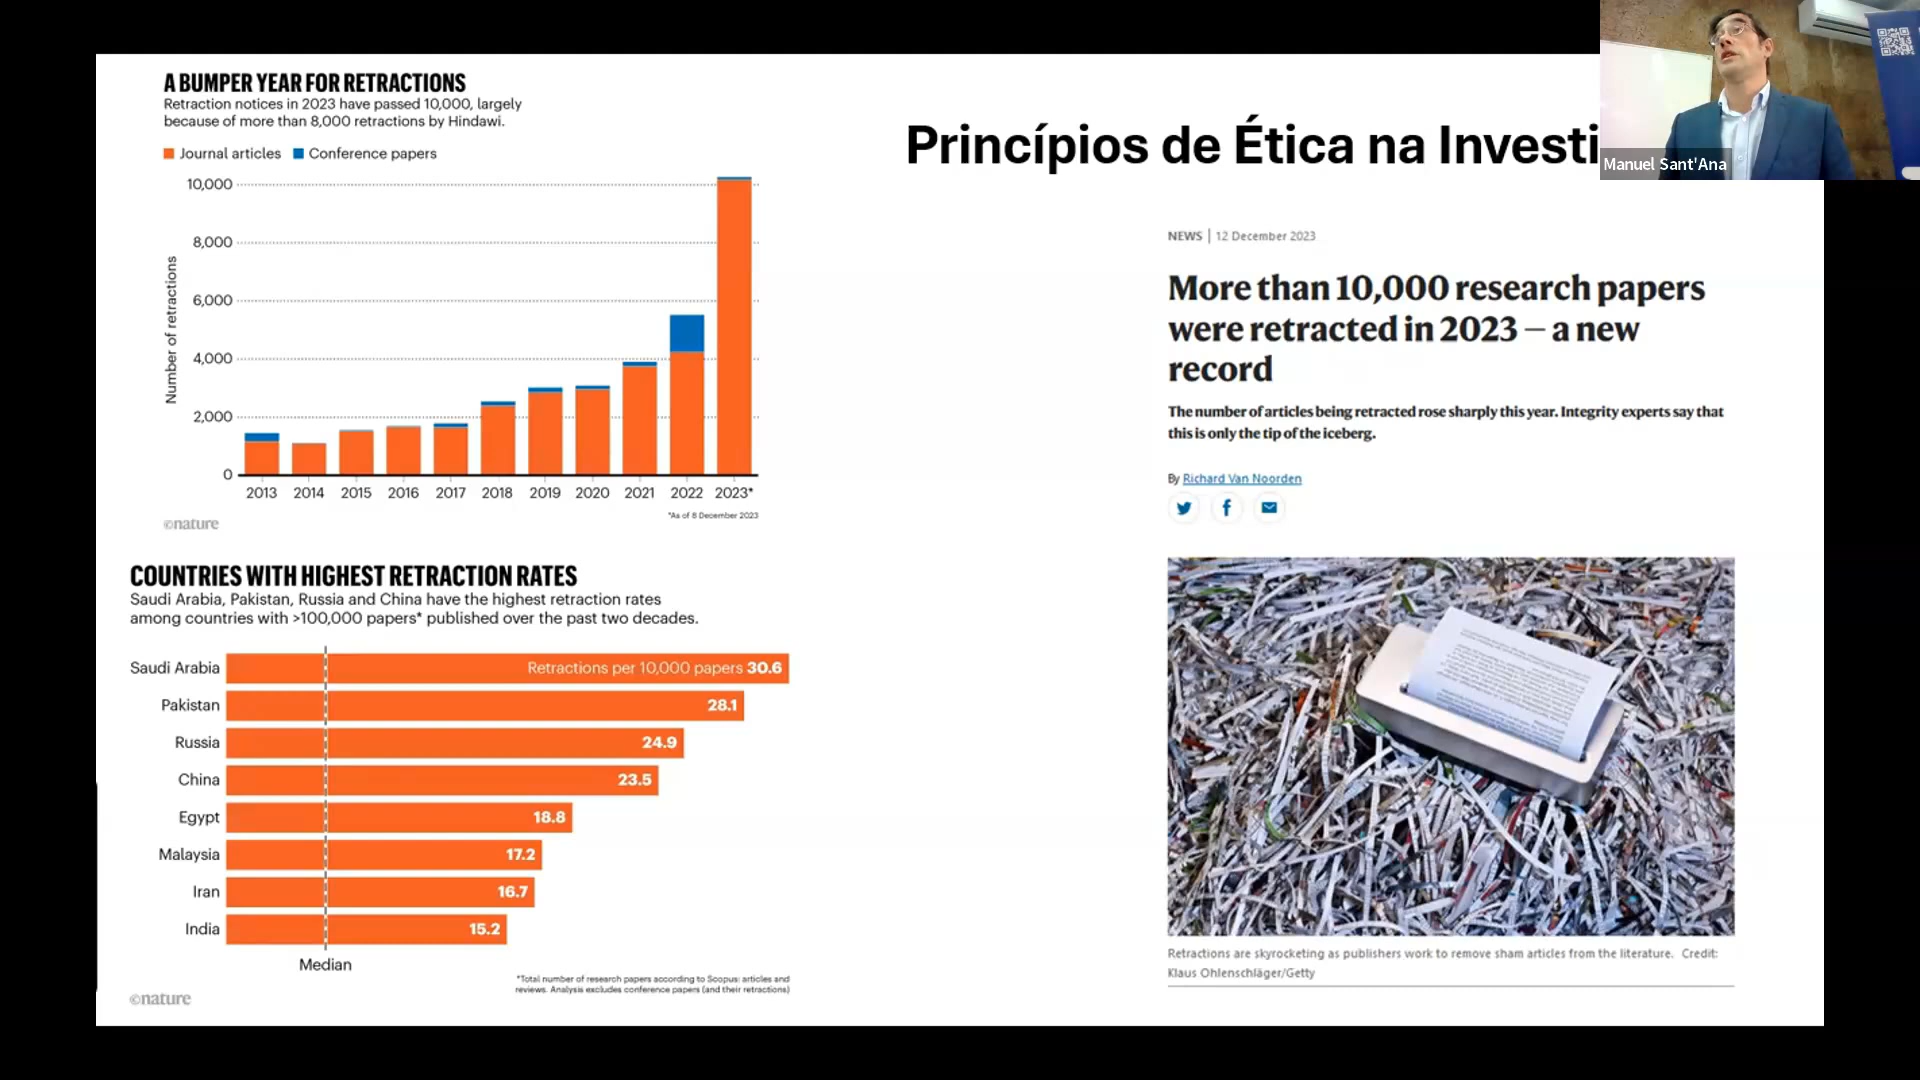 A BUMPER YEAR FOR RETRACTIONS
Retraction notices in 2023 have passed 10,000, largely
because of more than 8,000 retractions by Hindawi.
Journal articles Conference papers
Number of retractions
10,000
8,000
6,000
4,000
2,000
0
2013 2014 2015 2016 2017 2018 2019 2020 2021 2022 2023*
*As of 8 December 2023
©nature
COUNTRIES WITH HIGHEST RETRACTION RATES
Saudi Arabia, Pakistan, Russia and China have the highest retraction rates
among countries with >100,000 papers* published over the past two decades.
Saudi Arabia Retractions per 10,000 papers 30.6
Pakistan 28.1
Russia 24.9
China 23.5
Egypt 18.8
Malaysia 17.2
Iran 16.7
India 15.2
Median
*Total number of research papers according to Scopus: articles and
reviews. Analysis excludes conference papers (and their retractions)
©nature
Princípios de Ética na Investi
Manuel Sant'Ana
NEWS | 12 December 2023
More than 10,000 research papers
were retracted in 2023 — a new
record
The number of articles being retracted rose sharply this year. Integrity experts say that
this is only the tip of the iceberg.
By Richard Van Noorden
Retractions are skyrocketing as publishers work to remove sham articles from the literature. Credit:
Klaus Ohlenschläger/Getty